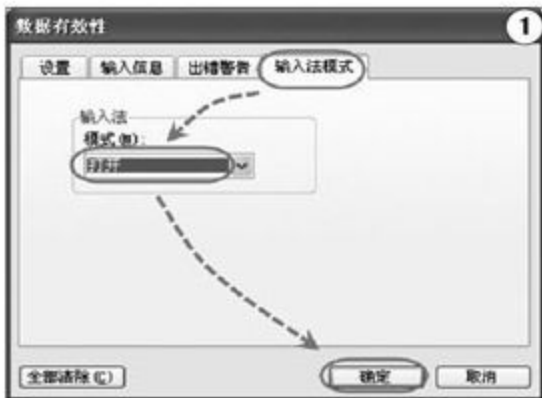 数据有效性
1
设置 输入信息 出错警告 输入法模式
输入法
模式(M):
全部清除(C) 确定 取消